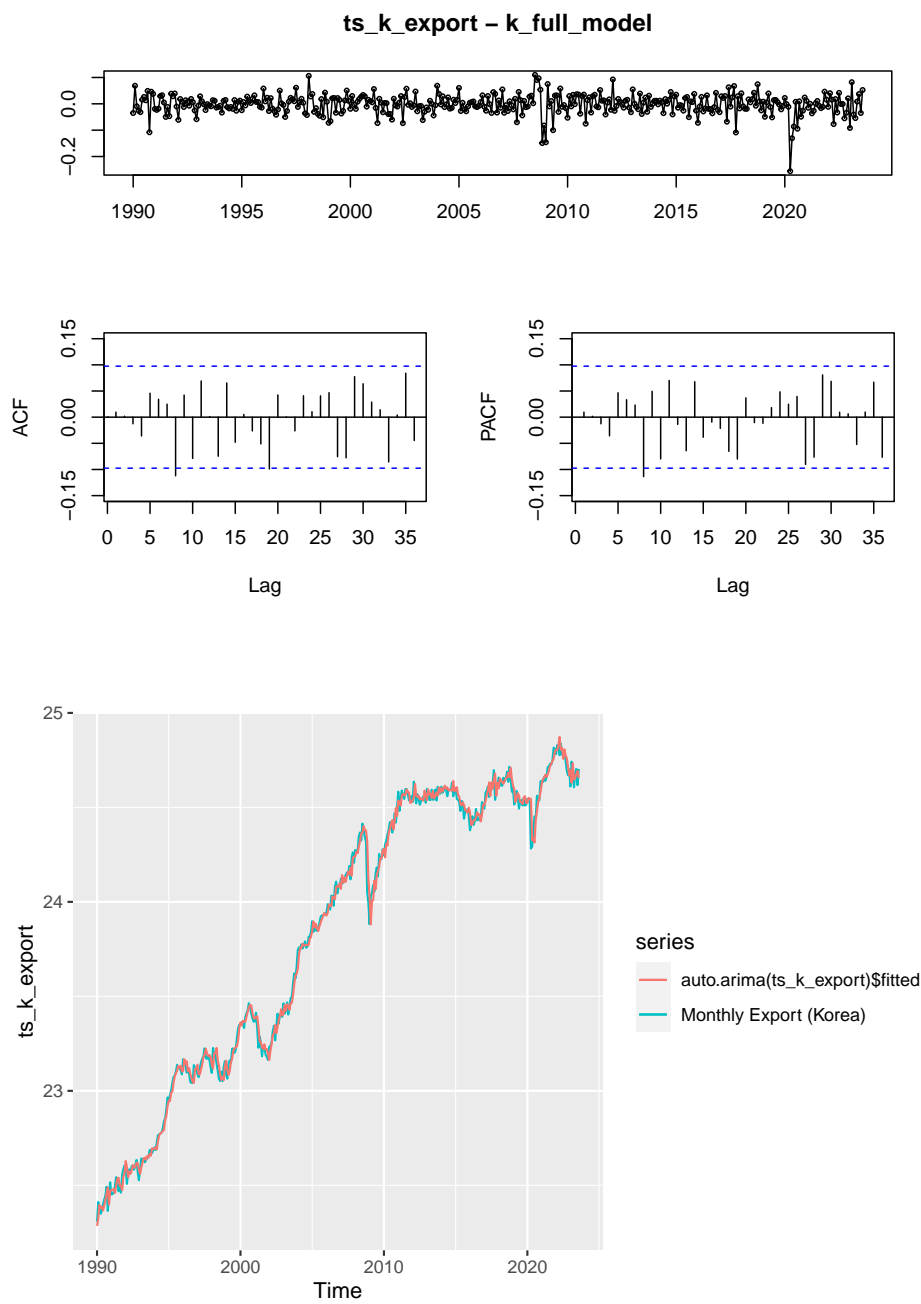 ts_k_export − k_full_model
0.0
−0.2
1990 1995 2000 2005 2010 2015 2020
0.15
0.00
−0.15
ACF
0 5 10 15 20 25 30 35
Lag
0.15
0.00
−0.15
PACF
0 5 10 15 20 25 30 35
Lag
25
24
23
ts_k_export
1990 2000 2010 2020
Time
series
auto.arima(ts_k_export)$fitted
Monthly Export (Korea)